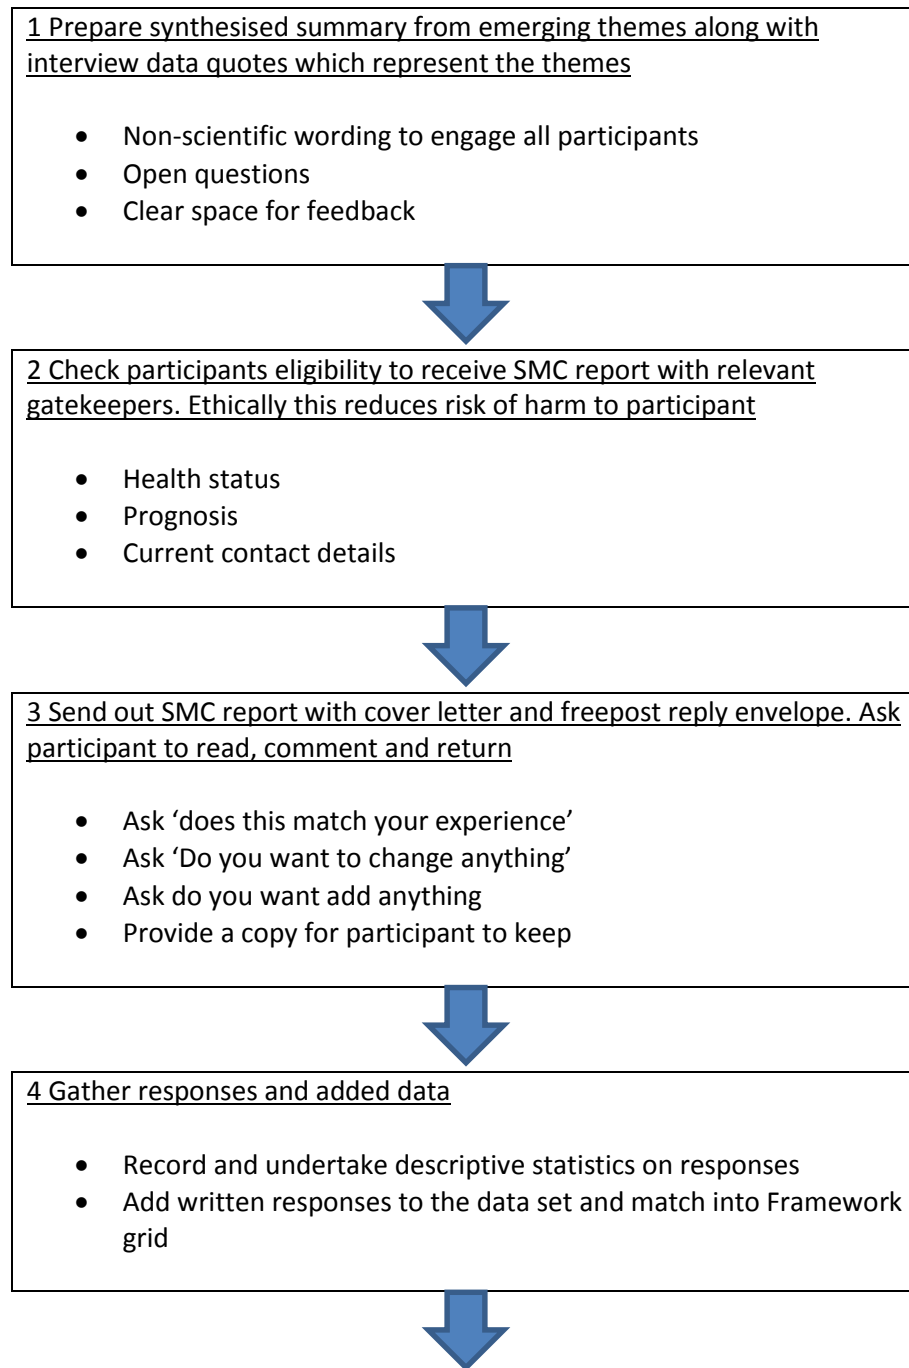 1 Prepare synthesised summary from emerging themes along with
interview data quotes which represent the themes
• Non-scientific wording to engage all participants
• Open questions
• Clear space for feedback
2 Check participants eligibility to receive SMC report with relevant
gatekeepers. Ethically this reduces risk of harm to participant
• Health status
• Prognosis
• Current contact details
3 Send out SMC report with cover letter and freepost reply envelope. Ask
participant to read, comment and return
• Ask ‘does this match your experience’
• Ask ‘Do you want to change anything’
• Ask do you want add anything
• Provide a copy for participant to keep
4 Gather responses and added data
• Record and undertake descriptive statistics on responses
• Add written responses to the data set and match into Framework
grid